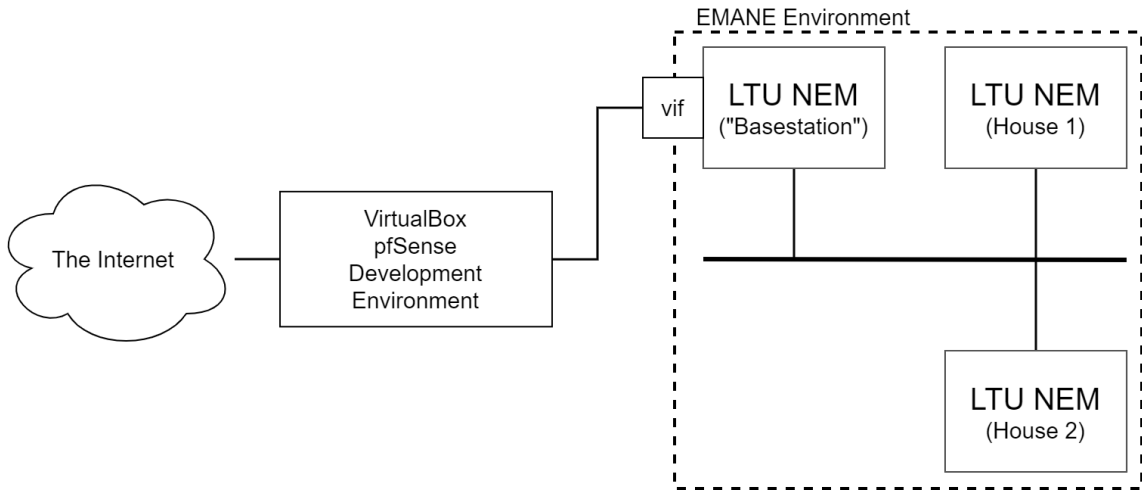 EMANE Environment
LTU NEM
("Basestation")
LTU NEM
(House 1)
vif
The Internet
VirtualBox
pfSense
Development
Environment
LTU NEM
(House 2)